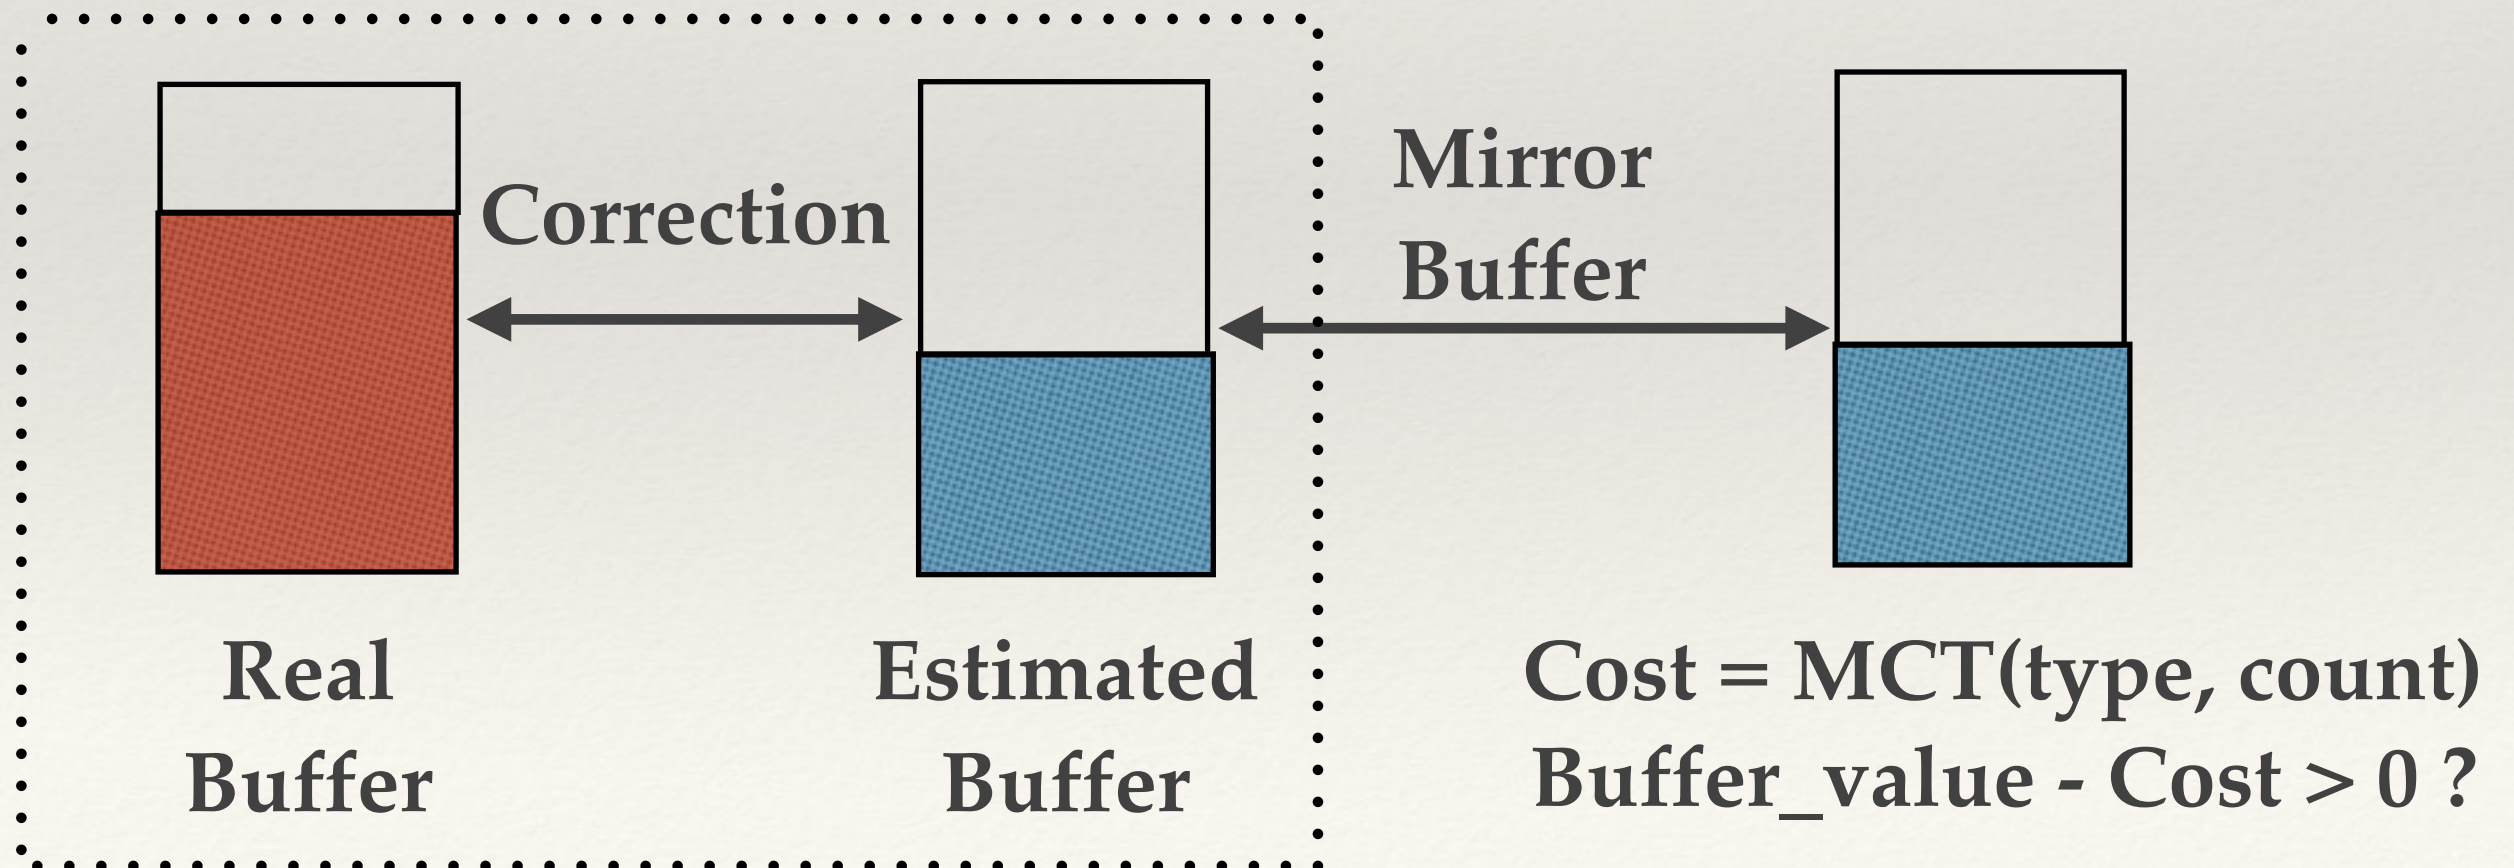 Correction
Mirror
Buffer
Real
Buffer
Estimated
Buffer
Cost = MCT(type, count)
Buffer_value - Cost > 0 ?